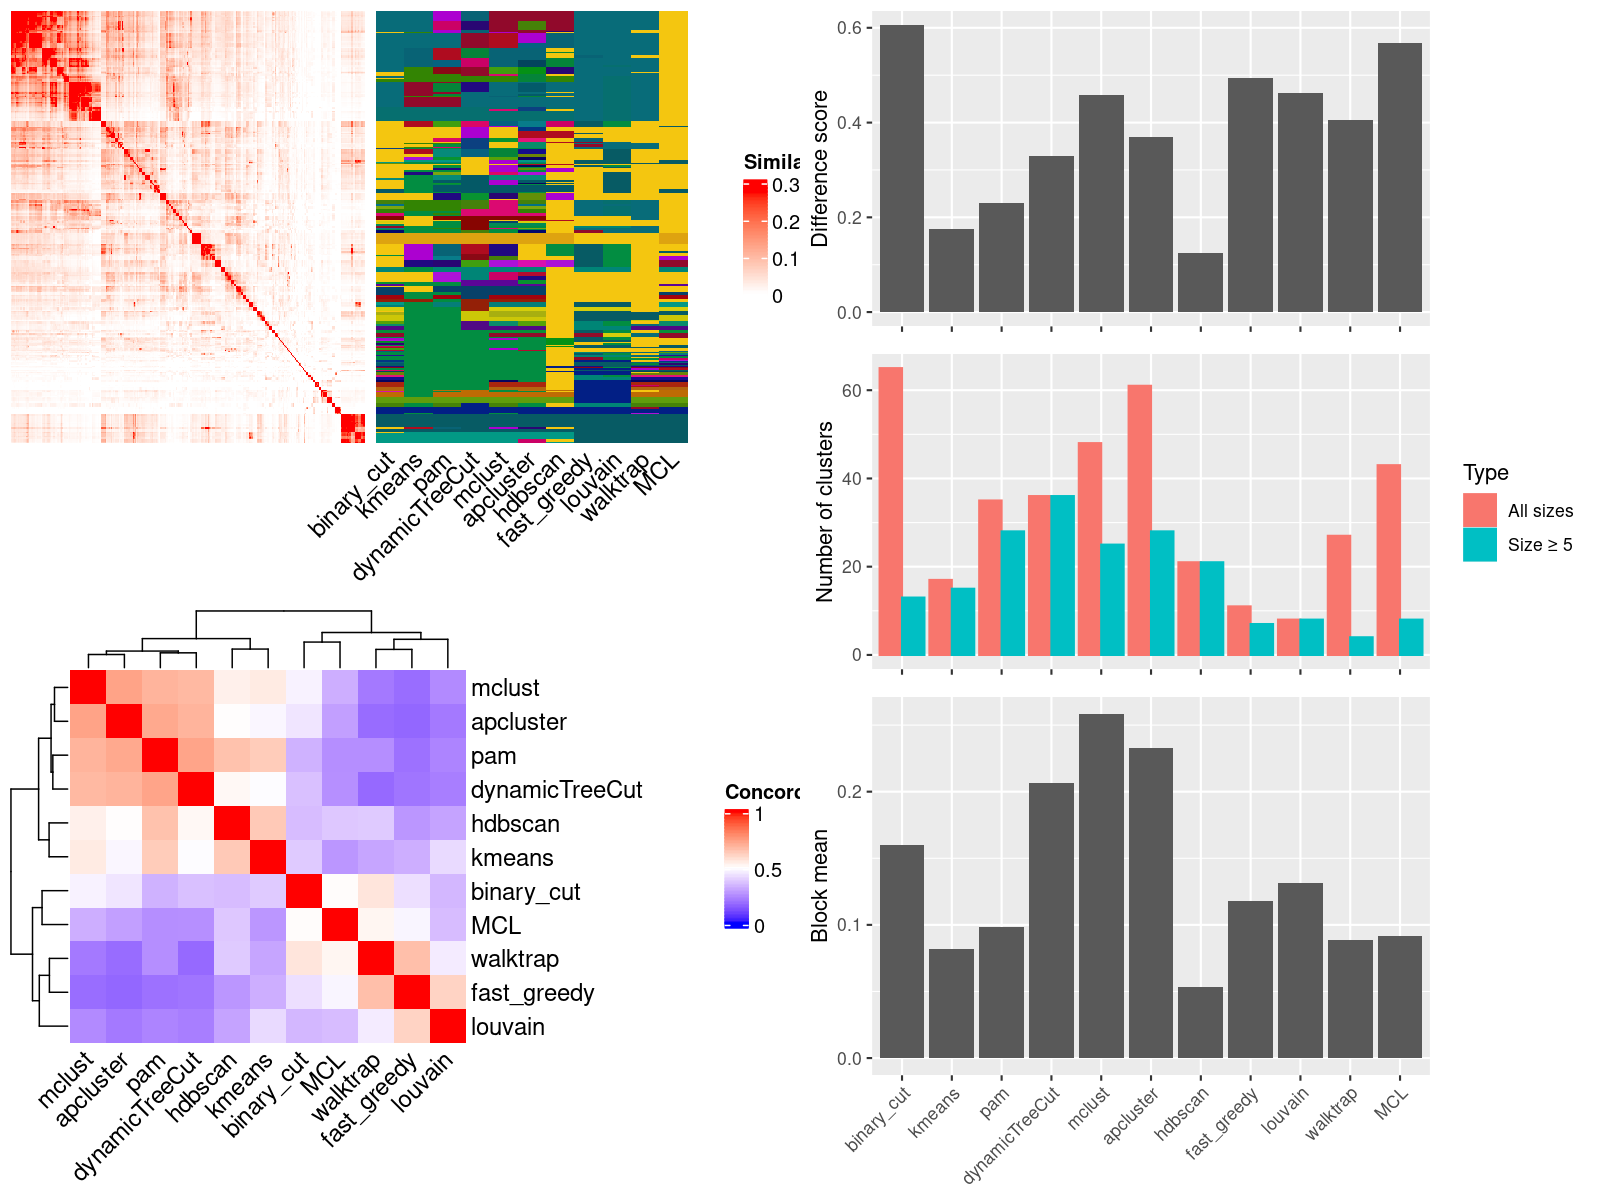 Simila
0.3
0.2
0.1
0
binary_cut
kmeans
pam
dynamicTreeCut
mclust
apcluster
hdbscan
fast_greedy
louvain
walktrap
MCL
mclust
apcluster
pam
dynamicTreeCut
hdbscan
kmeans
binary_cut
MCL
walktrap
fast_greedy
louvain
Concord
1
0.5
0
mclust
apcluster
pam
dynamicTreeCut
hdbscan
kmeans
binary_cut
MCL
walktrap
fast_greedy
louvain
Difference score
0.6
0.4
0.2
0.0
Number of clusters
60
40
20
0
Type
All sizes
Size ≥ 5
Block mean
0.2
0.1
0.0
binary_cut
kmeans
pam
dynamicTreeCut
mclust
apcluster
hdbscan
fast_greedy
louvain
walktrap
MCL